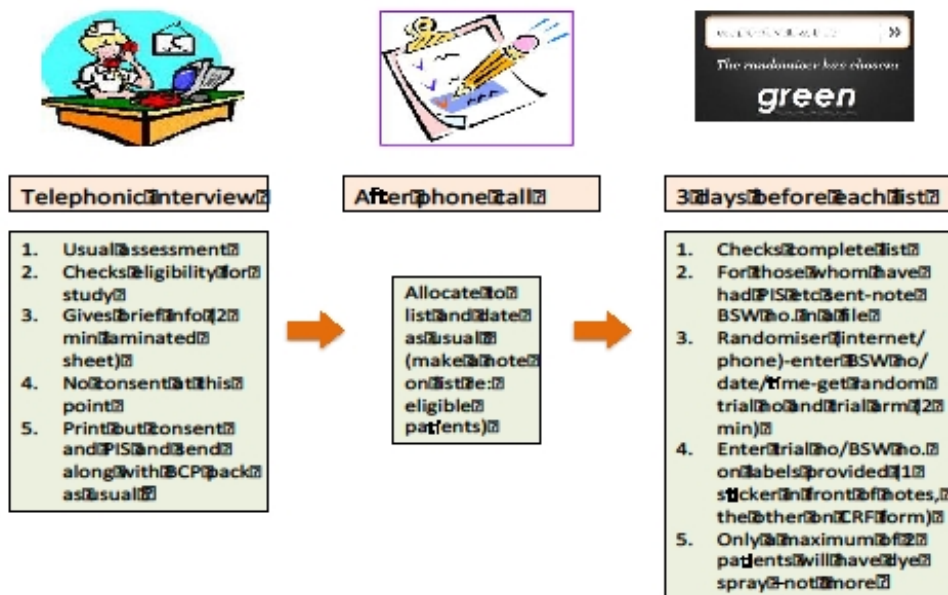 The randomiser has chosen
green
Telephonic interview
After phone call
3 days before each list
1. Usual assessment
2. Checks eligibility for
study
3. Gives brief info (2
min laminated
sheet)
4. No consent at this
point
5. Print out consent
and PIS and send
along with BCP pack
as usual
Allocate to
list and date
as usual
(make a note
on list re:
eligible
patients)
1. Checks complete list
2. For those whom have
had PIS etc sent-note
BSW no. in a file
3. Randomiser (internet/
phone)-enter BSW no/
date/time-get random
trial no and trial arm (2
min)
4. Enter trial no/BSW no.
on labels provided (1
sticker in front of notes,
the other on CRF form)
5. Only a maximum of 2
patients will have dye
spray – not more